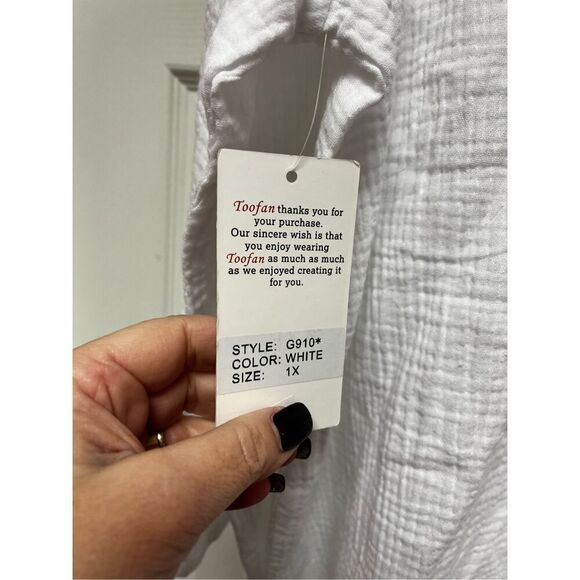 Toofan thanks you for
your purchase.
Our sincere wish is that
you enjoy wearing
Toofan as much as much
as we enjoyed creating it
for you.
STYLE: G910*
COLOR: WHITE
SIZE: 1X